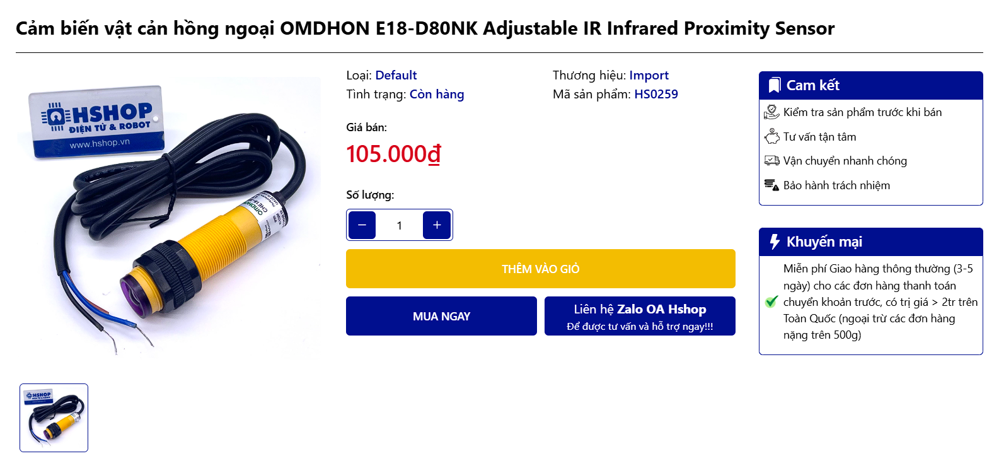 Cảm biến vật cản hồng ngoại OMDHON E18-D80NK Adjustable IR Infrared Proximity Sensor
HSHOP
ĐIỆN TỬ & ROBOT
www.hshop.vn
OMDHON
Loại: Default
Thương hiệu: Import
Tình trạng: Còn hàng
Mã sản phẩm: HS0259
Giá bán:
105.000₫
Số lượng:
1
THÊM VÀO GIỎ
MUA NGAY
Liên hệ Zalo OA Hshop
Để được tư vấn và hỗ trợ ngay!!!
Cam kết
Kiểm tra sản phẩm trước khi bán
Tư vấn tận tâm
Vận chuyển nhanh chóng
Bảo hành trách nhiệm
Khuyến mại
Miễn phí Giao hàng thông thường (3-5
ngày) cho các đơn hàng thanh toán
chuyển khoản trước, có trị giá > 2tr trên
Toàn Quốc (ngoại trừ các đơn hàng
nặng trên 500g)
HSHOP